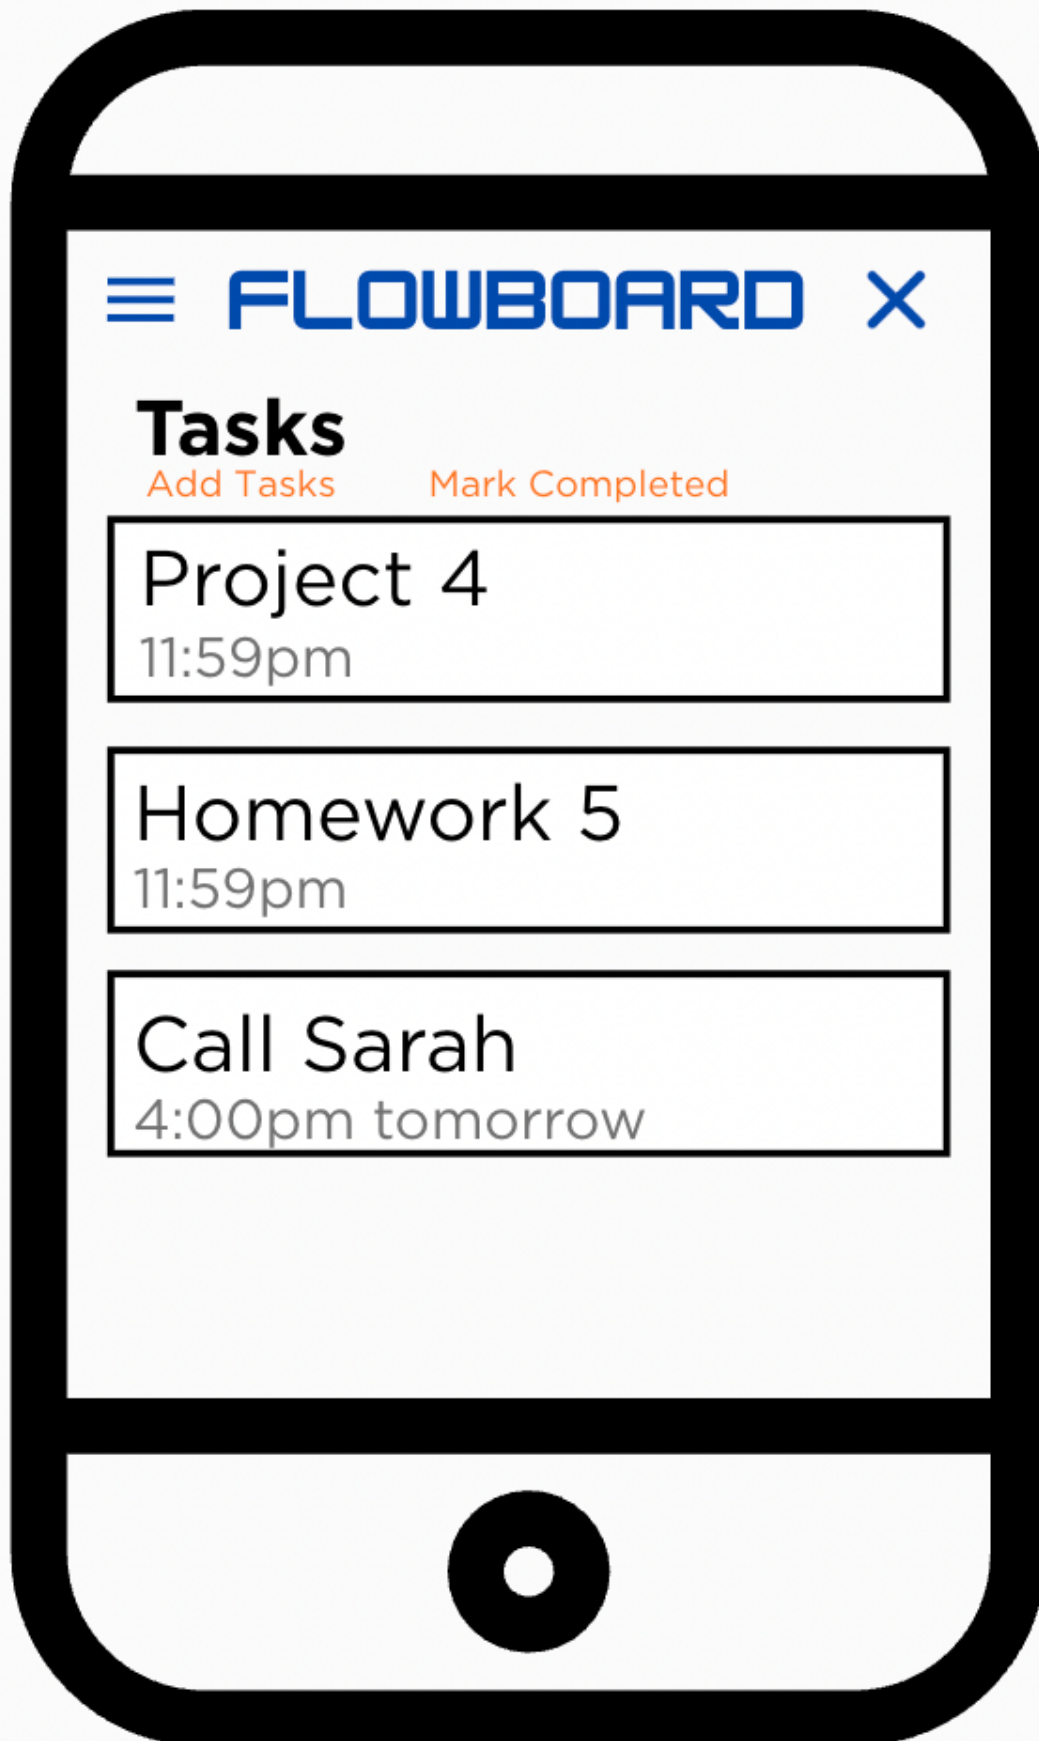 FLOWBOARD
Tasks
Add Tasks Mark Completed
Project 4
11:59pm
Homework 5
11:59pm
Call Sarah
4:00pm tomorrow